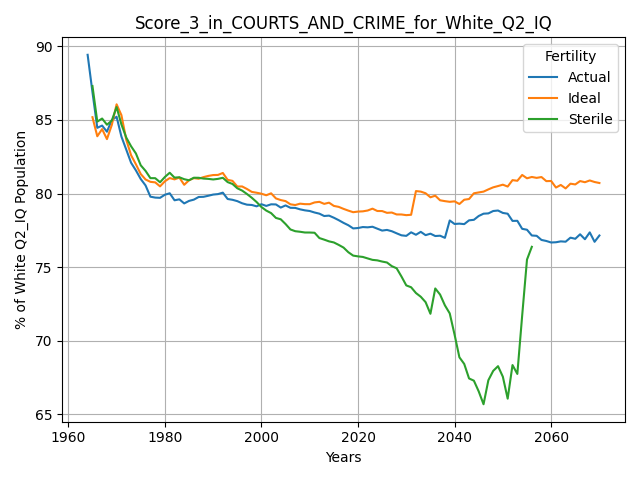 Score_3_in_COURTS_AND_CRIME_for_White_Q2_IQ
Fertility
Actual
Ideal
Sterile
% of White Q2_IQ Population
90
85
80
75
70
65
1960
1980
2000
2020
2040
2060
Years